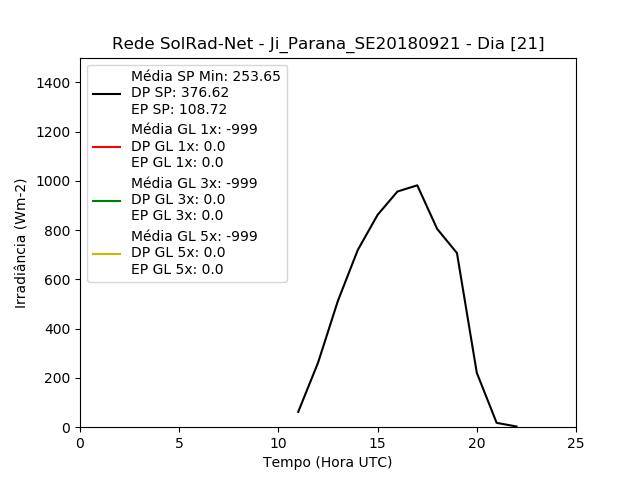 Rede SolRad-Net - Ji_Parana_SE20180921 - Dia [21]
Média SP Min: 253.65
DP SP: 376.62
EP SP: 108.72
Média GL 1x: -999
DP GL 1x: 0.0
EP GL 1x: 0.0
Média GL 3x: -999
DP GL 3x: 0.0
EP GL 3x: 0.0
Média GL 5x: -999
DP GL 5x: 0.0
EP GL 5x: 0.0
Irradiância (Wm-2)
1400
1200
1000
800
600
400
200
0
0 5 10 15 20 25
Tempo (Hora UTC)